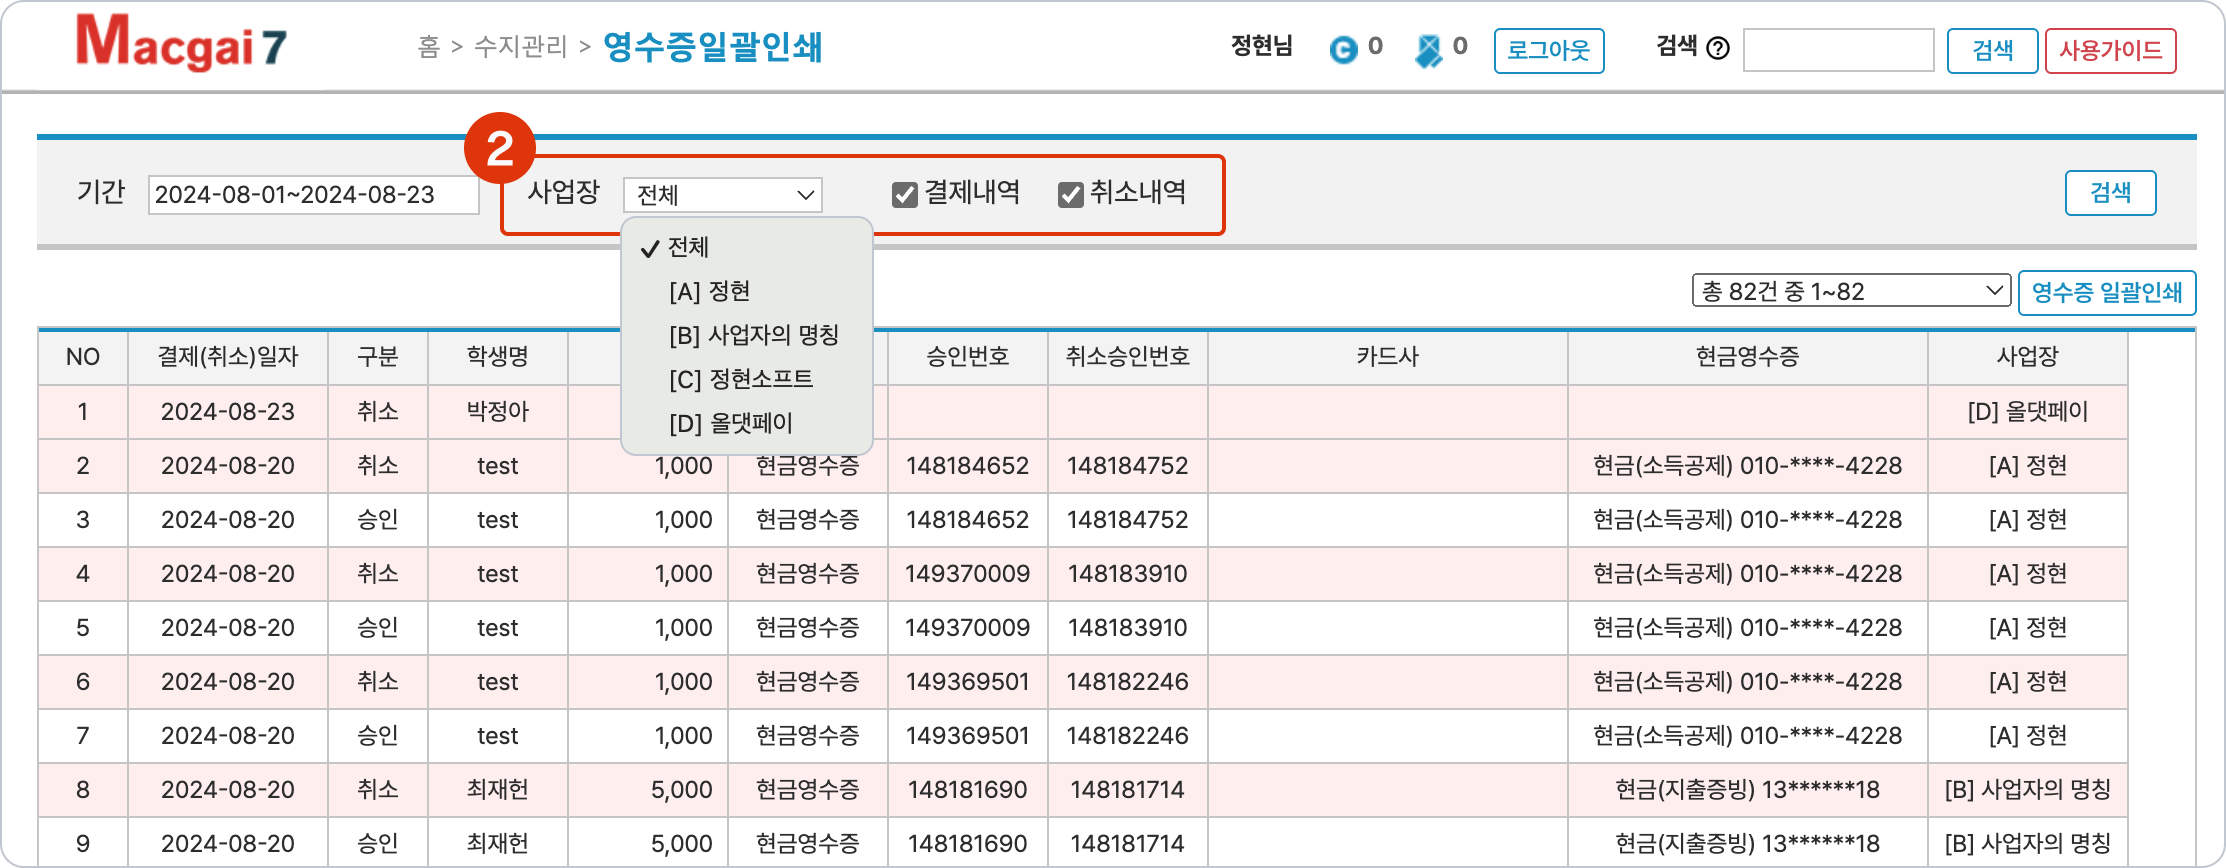 Macgai 7
홈 > 수지관리 > 영수증일괄인쇄
정현님 C 0 0 로그아웃 검색 ? 검색 사용가이드
2
기간 2024-08-01~2024-08-23 사업장 전체 결제내역 취소내역 검색
전체
[A] 정현
[B] 사업자의 명칭
[C] 정현소프트
[D] 올댓페이
총 82건 중 1~82 영수증 일괄인쇄
NO 결제(취소)일자 구분 학생명 승인번호 취소승인번호 카드사 현금영수증 사업장
1 2024-08-23 취소 박정아 [D] 올댓페이
2 2024-08-20 취소 test 1,000 현금영수증 148184652 148184752 현금(소득공제) 010-****-4228 [A] 정현
3 2024-08-20 승인 test 1,000 현금영수증 148184652 148184752 현금(소득공제) 010-****-4228 [A] 정현
4 2024-08-20 취소 test 1,000 현금영수증 149370009 148183910 현금(소득공제) 010-****-4228 [A] 정현
5 2024-08-20 승인 test 1,000 현금영수증 149370009 148183910 현금(소득공제) 010-****-4228 [A] 정현
6 2024-08-20 취소 test 1,000 현금영수증 149369501 148182246 현금(소득공제) 010-****-4228 [A] 정현
7 2024-08-20 승인 test 1,000 현금영수증 149369501 148182246 현금(소득공제) 010-****-4228 [A] 정현
8 2024-08-20 취소 최재헌 5,000 현금영수증 148181690 148181714 현금(지출증빙) 13******18 [B] 사업자의 명칭
9 2024-08-20 승인 최재헌 5,000 현금영수증 148181690 148181714 현금(지출증빙) 13******18 [B] 사업자의 명칭